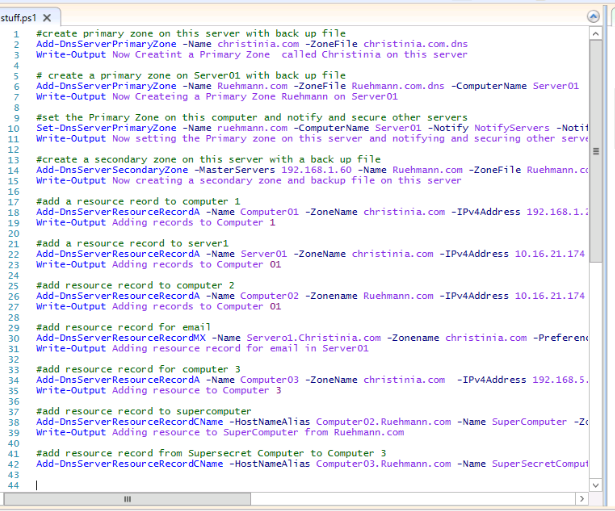 stuff.ps1 X
1 #create primary zone on this server with back up file
2 Add-DnsServerPrimaryZone -Name christinia.com -ZoneFile christinia.com.dns
3 Write-Output Now Creatint a Primary Zone called Christinia on this server
4
5 # create a primary zone on Server01 with back up file
6 Add-DnsServerPrimaryZone -Name Ruehmann.com -ZoneFile Ruehmann.com.dns -ComputerName Server01
7 Write-Output Now Createing a Primary Zone Ruehmann on Server01
8
9 #set the Primary Zone on this computer and notify and secure other servers
10 Set-DnsServerPrimaryZone -Name ruehmann.com -ComputerName Server01 -Notify NotifyServers -Notif
11 Write-Output Now setting the Primary zone on this server and notifying and securing other serve
12
13 #create a secondary zone on this server with a back up file
14 Add-DnsServerSecondaryZone -MasterServers 192.168.1.60 -Name Ruehmann.com -ZoneFile Ruehmann.co
15 Write-Output Now creating a secondary zone and backup file on this server
16
17 #add a resource reord to computer 1
18 Add-DnsServerResourceRecordA -Name Computer01 -ZoneName christinia.com -IPv4Address 192.168.1.2
19 Write-Output Adding records to Computer 1
20
21 #add a resource record to server1
22 Add-DnsServerResourceRecordA -Name Server01 -ZoneName christinia.com -IPv4Address 10.16.21.174
23 Write-Output Adding records to Computer 01
24
25 #add resource record to computer 2
26 Add-DnsServerResourceRecordA -Name Computer02 -Zonename Ruehmann.com -IPv4Address 10.16.21.174
27 Write-Output Adding records to Computer 01
28
29 #add resource record for email
30 Add-DnsServerResourceRecordMX -Name Servero1.Christinia.com -Zonename christinia.com -Preferenc
31 Write-Output Adding resource record for email in Server01
32
33 #add resource record for computer 3
34 Add-DnsServerResourceRecordA -Name Computer03 -ZoneName christinia.com -IPv4Address 192.168.5.
35 Write-Output Adding resource to Computer 3
36
37 #add resource record to supercomputer
38 Add-DnsServerResourceRecordCName -HostNameAlias Computer02.Ruehmann.com -Name SuperComputer -Zo
39 Write-Output Adding resource to SuperComputer from Ruehmann.com
40
41 #add resource record from Supersecret Computer to Computer 3
42 Add-DnsServerResourceRecordCName -HostNameAlias Computer03.Ruehmann.com -Name SuperSecretComput
43
44